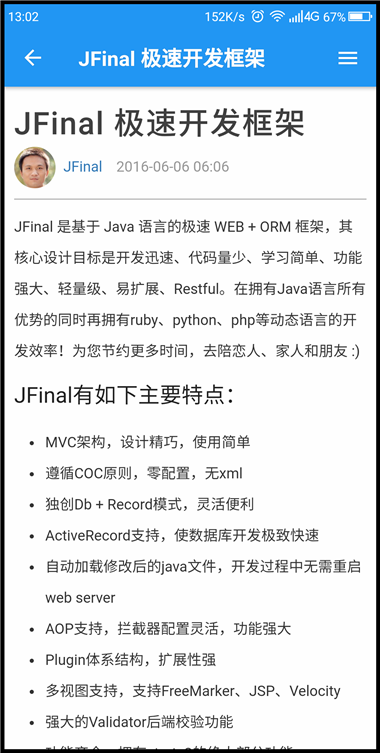 13:02
152K/s 4G 67%
JFinal 极速开发框架
JFinal 极速开发框架
JFinal 2016-06-06 06:06
JFinal 是基于 Java 语言的极速 WEB + ORM 框架，其
核心设计目标是开发迅速、代码量少、学习简单、功能
强大、轻量级、易扩展、Restful。在拥有Java语言所有
优势的同时再拥有ruby、python、php等动态语言的开
发效率！为您节约更多时间，去陪恋人、家人和朋友 :)
JFinal有如下主要特点：
• MVC架构，设计精巧，使用简单
• 遵循COC原则，零配置，无xml
• 独创Db + Record模式，灵活便利
• ActiveRecord支持，使数据库开发极致快速
• 自动加载修改后的java文件，开发过程中无需重启
web server
• AOP支持，拦截器配置灵活，功能强大
• Plugin体系结构，扩展性强
• 多视图支持，支持FreeMarker、JSP、Velocity
• 强大的Validator后端校验功能